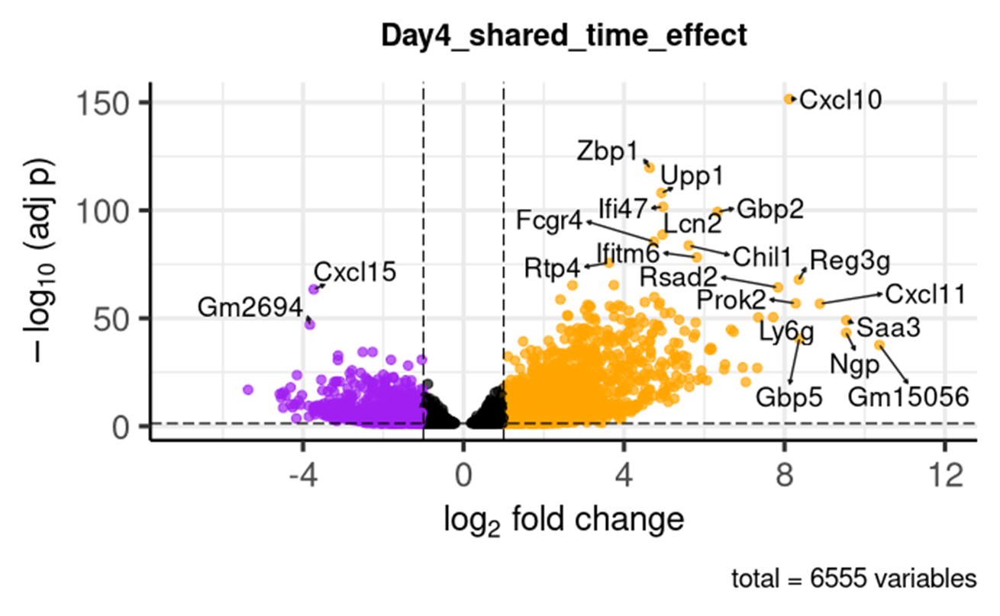 Day4_shared_time_effect
150
100
50
0
− log10 (adj p)
Cxcl10
Zbp1
Upp1
Ifi47
Gbp2
Fcgr4
Lcn2
Ifitm6
Chil1
Reg3g
Rtp4
Rsad2
Cxcl15
Prok2
Cxcl11
Gm2694
Ly6g
Saa3
Ngp
Gbp5
Gm15056
-4 0 4 8 12
log2 fold change
total = 6555 variables